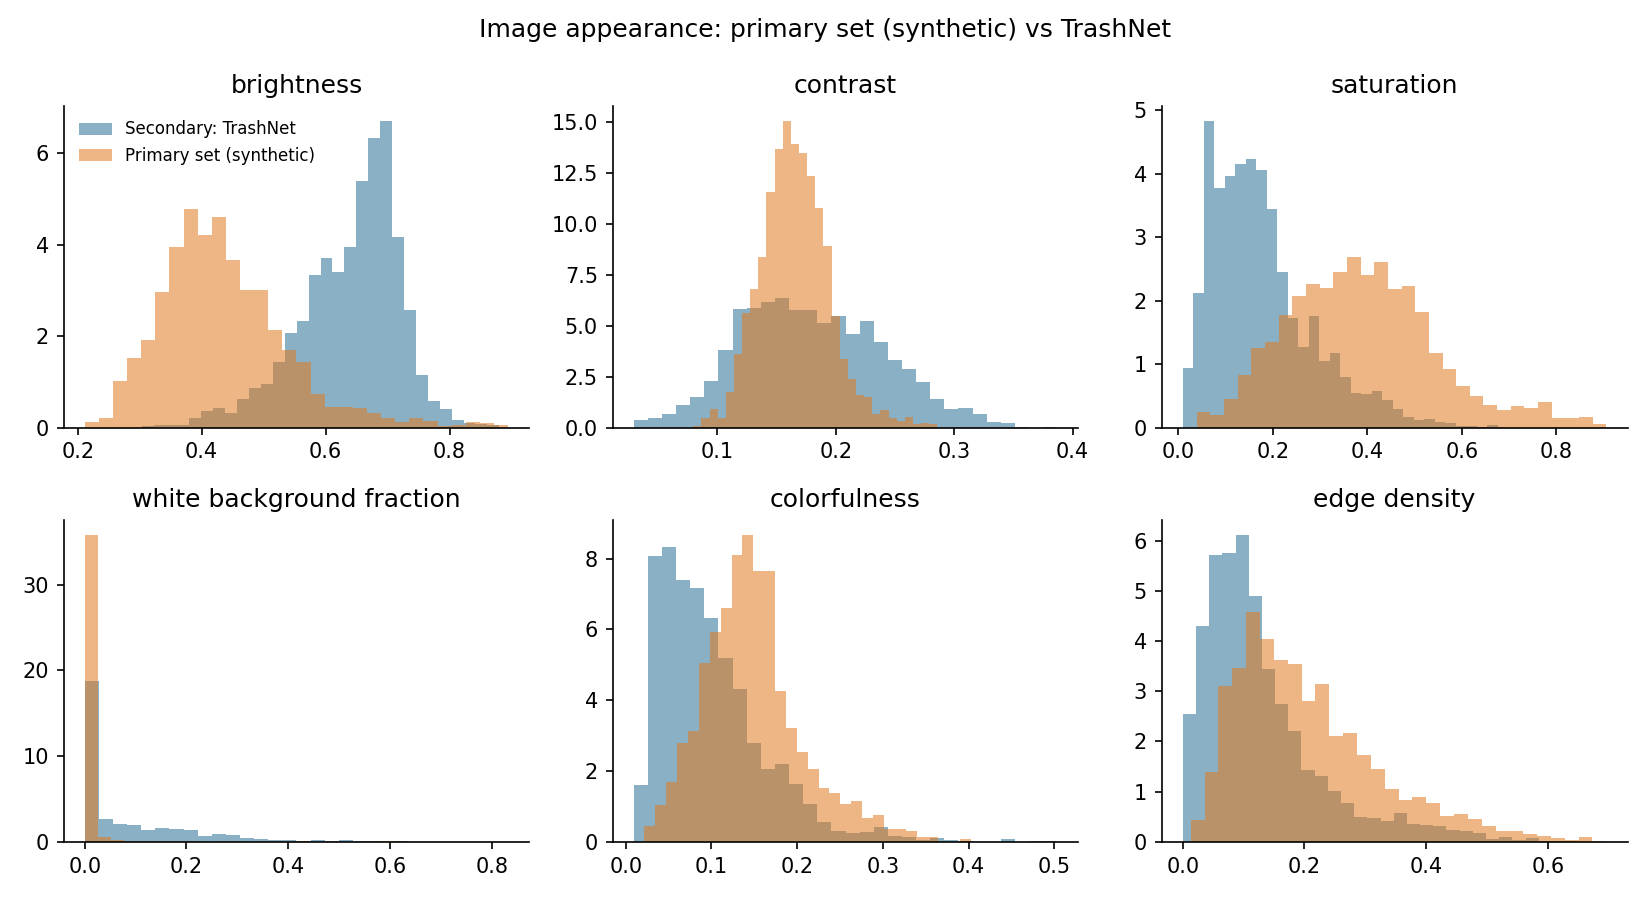 Image appearance: primary set (synthetic) vs TrashNet
brightness
contrast
saturation
Secondary: TrashNet
Primary set (synthetic)
6
4
2
0
0.2 0.4 0.6 0.8
15.0
12.5
10.0
7.5
5.0
2.5
0.0
0.1 0.2 0.3 0.4
5
4
3
2
1
0
0.0 0.2 0.4 0.6 0.8
white background fraction
colorfulness
edge density
30
20
10
0
0.0 0.2 0.4 0.6 0.8
8
6
4
2
0
0.0 0.1 0.2 0.3 0.4 0.5
6
5
4
3
2
1
0
0.0 0.2 0.4 0.6